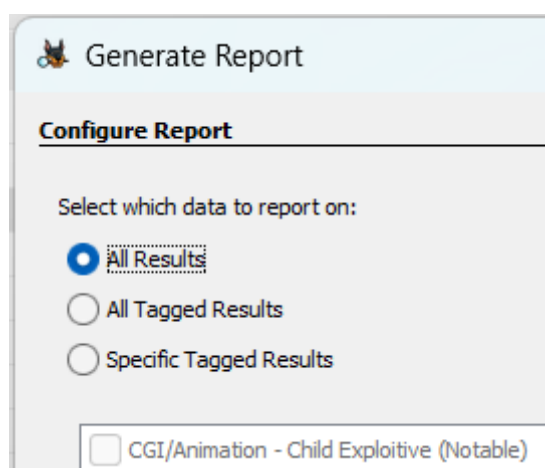 Generate Report
Configure Report
Select which data to report on:
All Results
All Tagged Results
Specific Tagged Results
CGI/Animation - Child Exploitive (Notable)